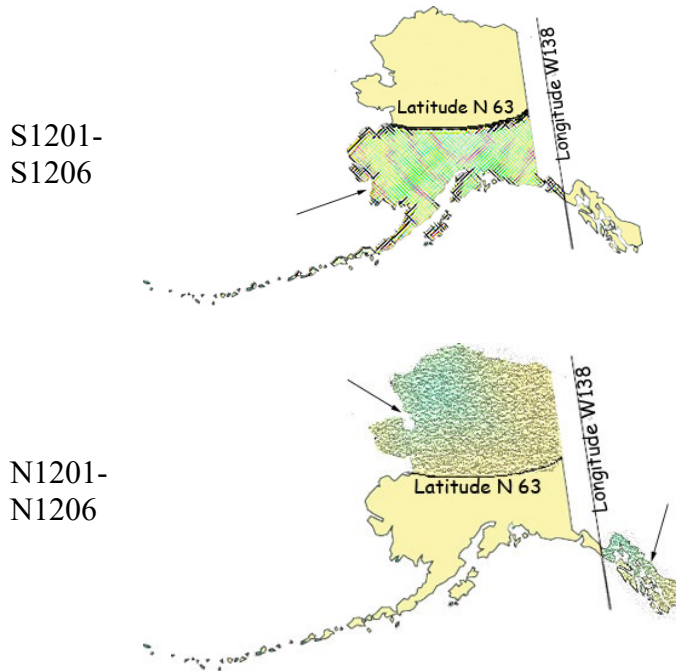 Latitude N 63
Longitude W138
S1201-
S1206
Latitude N 63
Longitude W138
N1201-
N1206